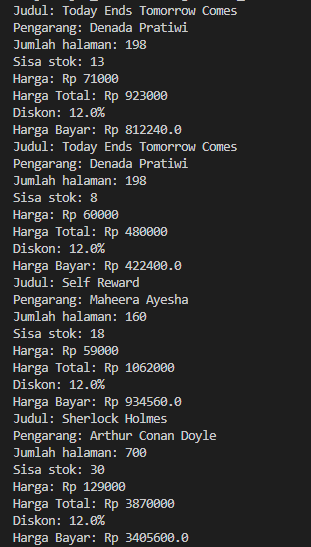 Judul: Today Ends Tomorrow Comes
Pengarang: Denada Pratiwi
Jumlah halaman: 198
Sisa stok: 13
Harga: Rp 71000
Harga Total: Rp 923000
Diskon: 12.0%
Harga Bayar: Rp 812240.0
Judul: Today Ends Tomorrow Comes
Pengarang: Denada Pratiwi
Jumlah halaman: 198
Sisa stok: 8
Harga: Rp 60000
Harga Total: Rp 480000
Diskon: 12.0%
Harga Bayar: Rp 422400.0
Judul: Self Reward
Pengarang: Maheera Ayesha
Jumlah halaman: 160
Sisa stok: 18
Harga: Rp 59000
Harga Total: Rp 1062000
Diskon: 12.0%
Harga Bayar: Rp 934560.0
Judul: Sherlock Holmes
Pengarang: Arthur Conan Doyle
Jumlah halaman: 700
Sisa stok: 30
Harga: Rp 129000
Harga Total: Rp 3870000
Diskon: 12.0%
Harga Bayar: Rp 3405600.0